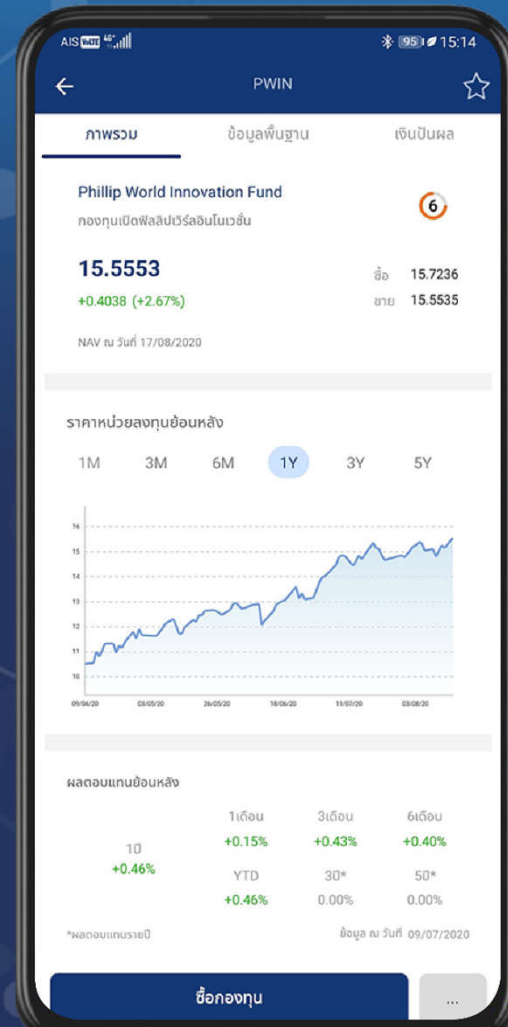 AIS VoLTE 4G+ 95 15:14
PWIN
ภาพรวม ข้อมูลพื้นฐาน เงินปันผล
Phillip World Innovation Fund 6
กองทุนเปิดฟิลลิปเวิร์ลอินโนเวชั่น
15.5553 ซื้อ 15.7236
+0.4038 (+2.67%) ขาย 15.5535
NAV ณ วันที่ 17/08/2020
ราคาหน่วยลงทุนย้อนหลัง
1M 3M 6M 1Y 3Y 5Y
16
15
14
13
12
11
10
09/04/20 03/05/20 26/05/20 18/06/20 11/07/20 03/08/20
ผลตอบแทนย้อนหลัง
1เดือน 3เดือน 6เดือน
1ปี +0.15% +0.43% +0.40%
+0.46% YTD 3ปี* 5ปี*
+0.46% 0.00% 0.00%
*ผลตอบแทนรายปี ข้อมูล ณ วันที่ 09/07/2020
ซื้อกองทุน ...